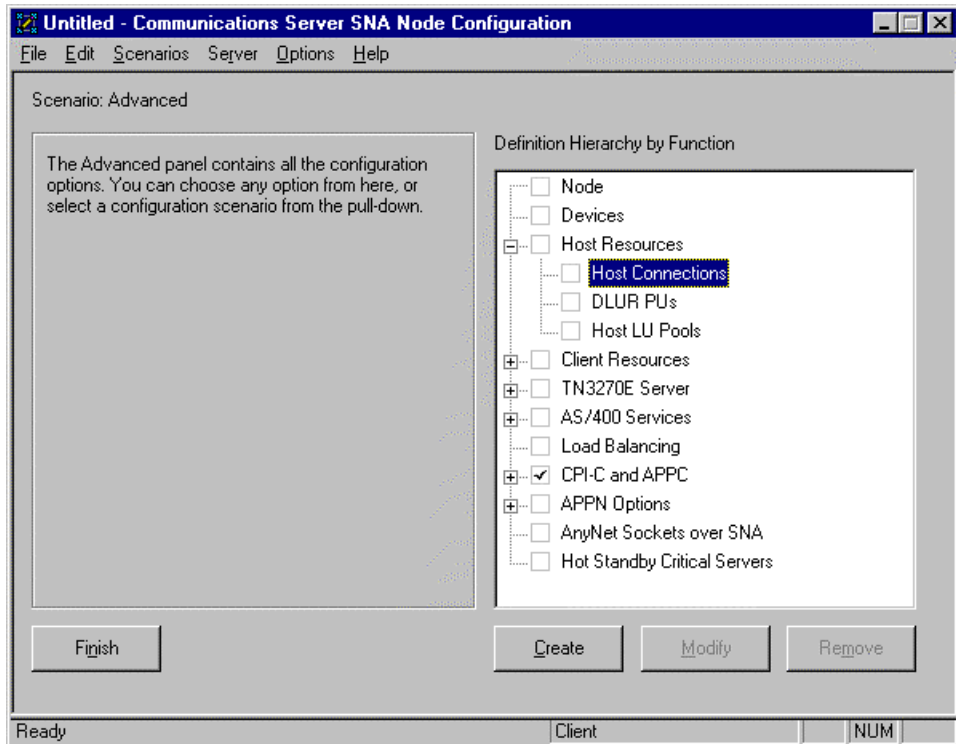 Untitled - Communications Server SNA Node Configuration
File Edit Scenarios Server Options Help
Scenario: Advanced
The Advanced panel contains all the configuration
options. You can choose any option from here, or
select a configuration scenario from the pull-down.
Definition Hierarchy by Function
Node
Devices
Host Resources
Host Connections
DLUR PUs
Host LU Pools
Client Resources
TN3270E Server
AS/400 Services
Load Balancing
CPI-C and APPC
APPN Options
AnyNet Sockets over SNA
Hot Standby Critical Servers
Finish
Create Modify Remove
Ready Client NUM